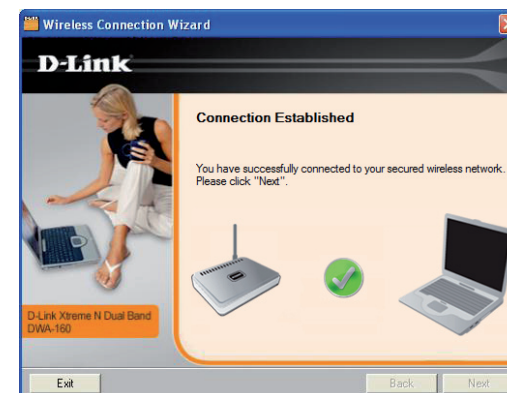 Wireless Connection Wizard
D-Link
Connection Established
You have successfully connected to your secured wireless network.
Please click "Next".
D-Link Xtreme N Dual Band
DWA-160
Exit
Back
Next